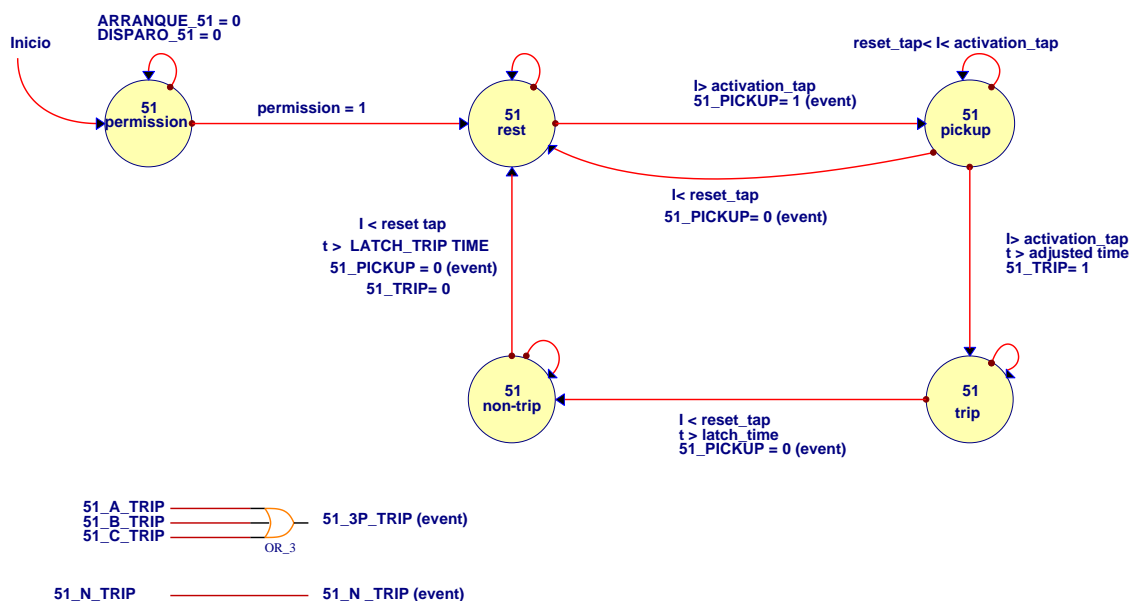 ARRANQUE_51 = 0
DISPARO_51 = 0
Inicio
reset_tap< I< activation_tap
51
permission
permission = 1
51
rest
I> activation_tap
51_PICKUP= 1 (event)
51
pickup
I< reset_tap
51_PICKUP= 0 (event)
I < reset tap
t > LATCH_TRIP TIME
51_PICKUP = 0 (event)
51_TRIP= 0
I> activation_tap
t > adjusted time
51_TRIP= 1
51
non-trip
51
trip
I < reset_tap
t > latch_time
51_PICKUP = 0 (event)
51_A_TRIP
51_B_TRIP
51_C_TRIP
OR_3
51_3P_TRIP (event)
51_N_TRIP
51_N _TRIP (event)